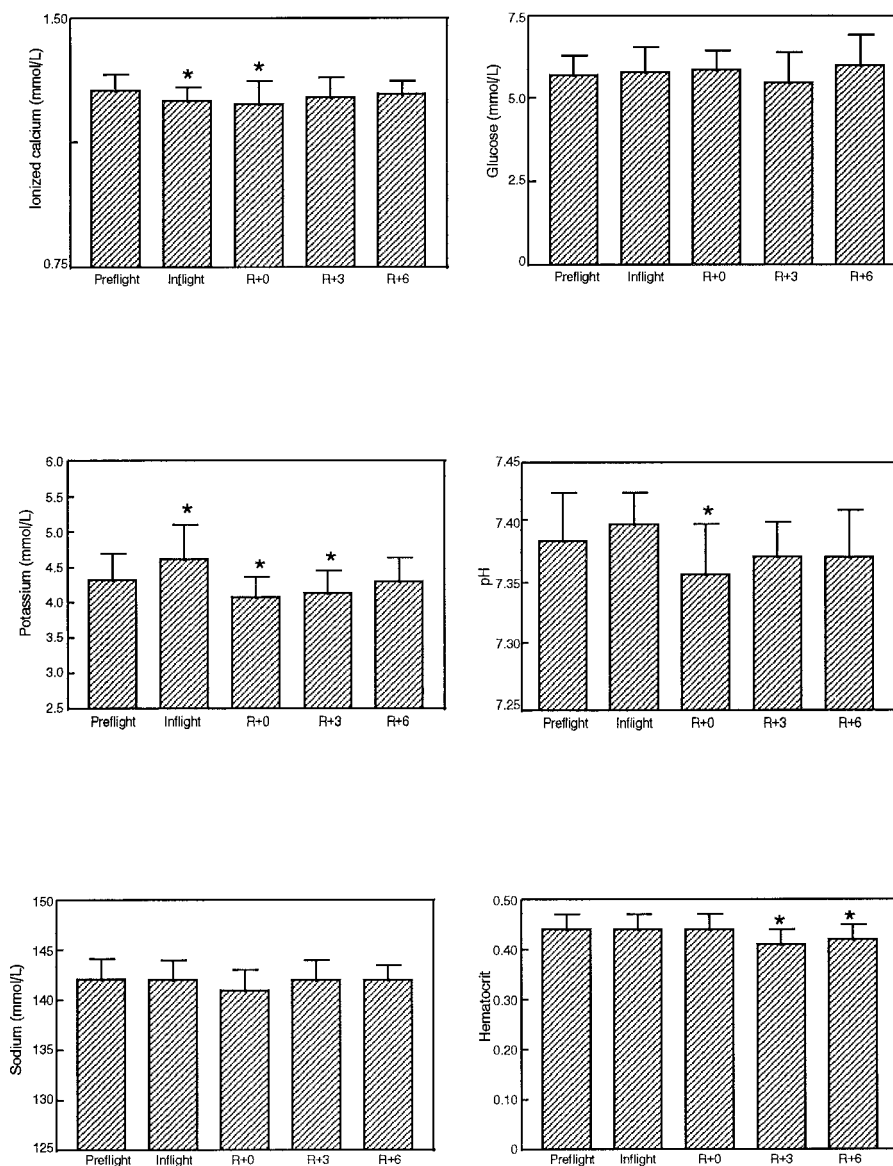 1.50
Ionized calcium (mmol/L)
0.75
* *
Preflight Inflight R+0 R+3 R+6
7.5
5.0
Glucose (mmol/L)
2.5
0
Preflight Inflight R+0 R+3 R+6
6.0
5.5
5.0
4.5
Potassium (mmol/L)
4.0
3.5
3.0
2.5
* * *
Preflight Inflight R+0 R+3 R+6
7.45
7.40
pH
7.35
7.30
7.25
*
Preflight Inflight R+0 R+3 R+6
150
145
Sodium (mmol/L)
140
135
130
125
Preflight Inflight R+0 R+3 R+6
0.50
0.40
Hematocrit
0.30
0.20
0.10
0
* *
Preflight Inflight R+0 R+3 R+6